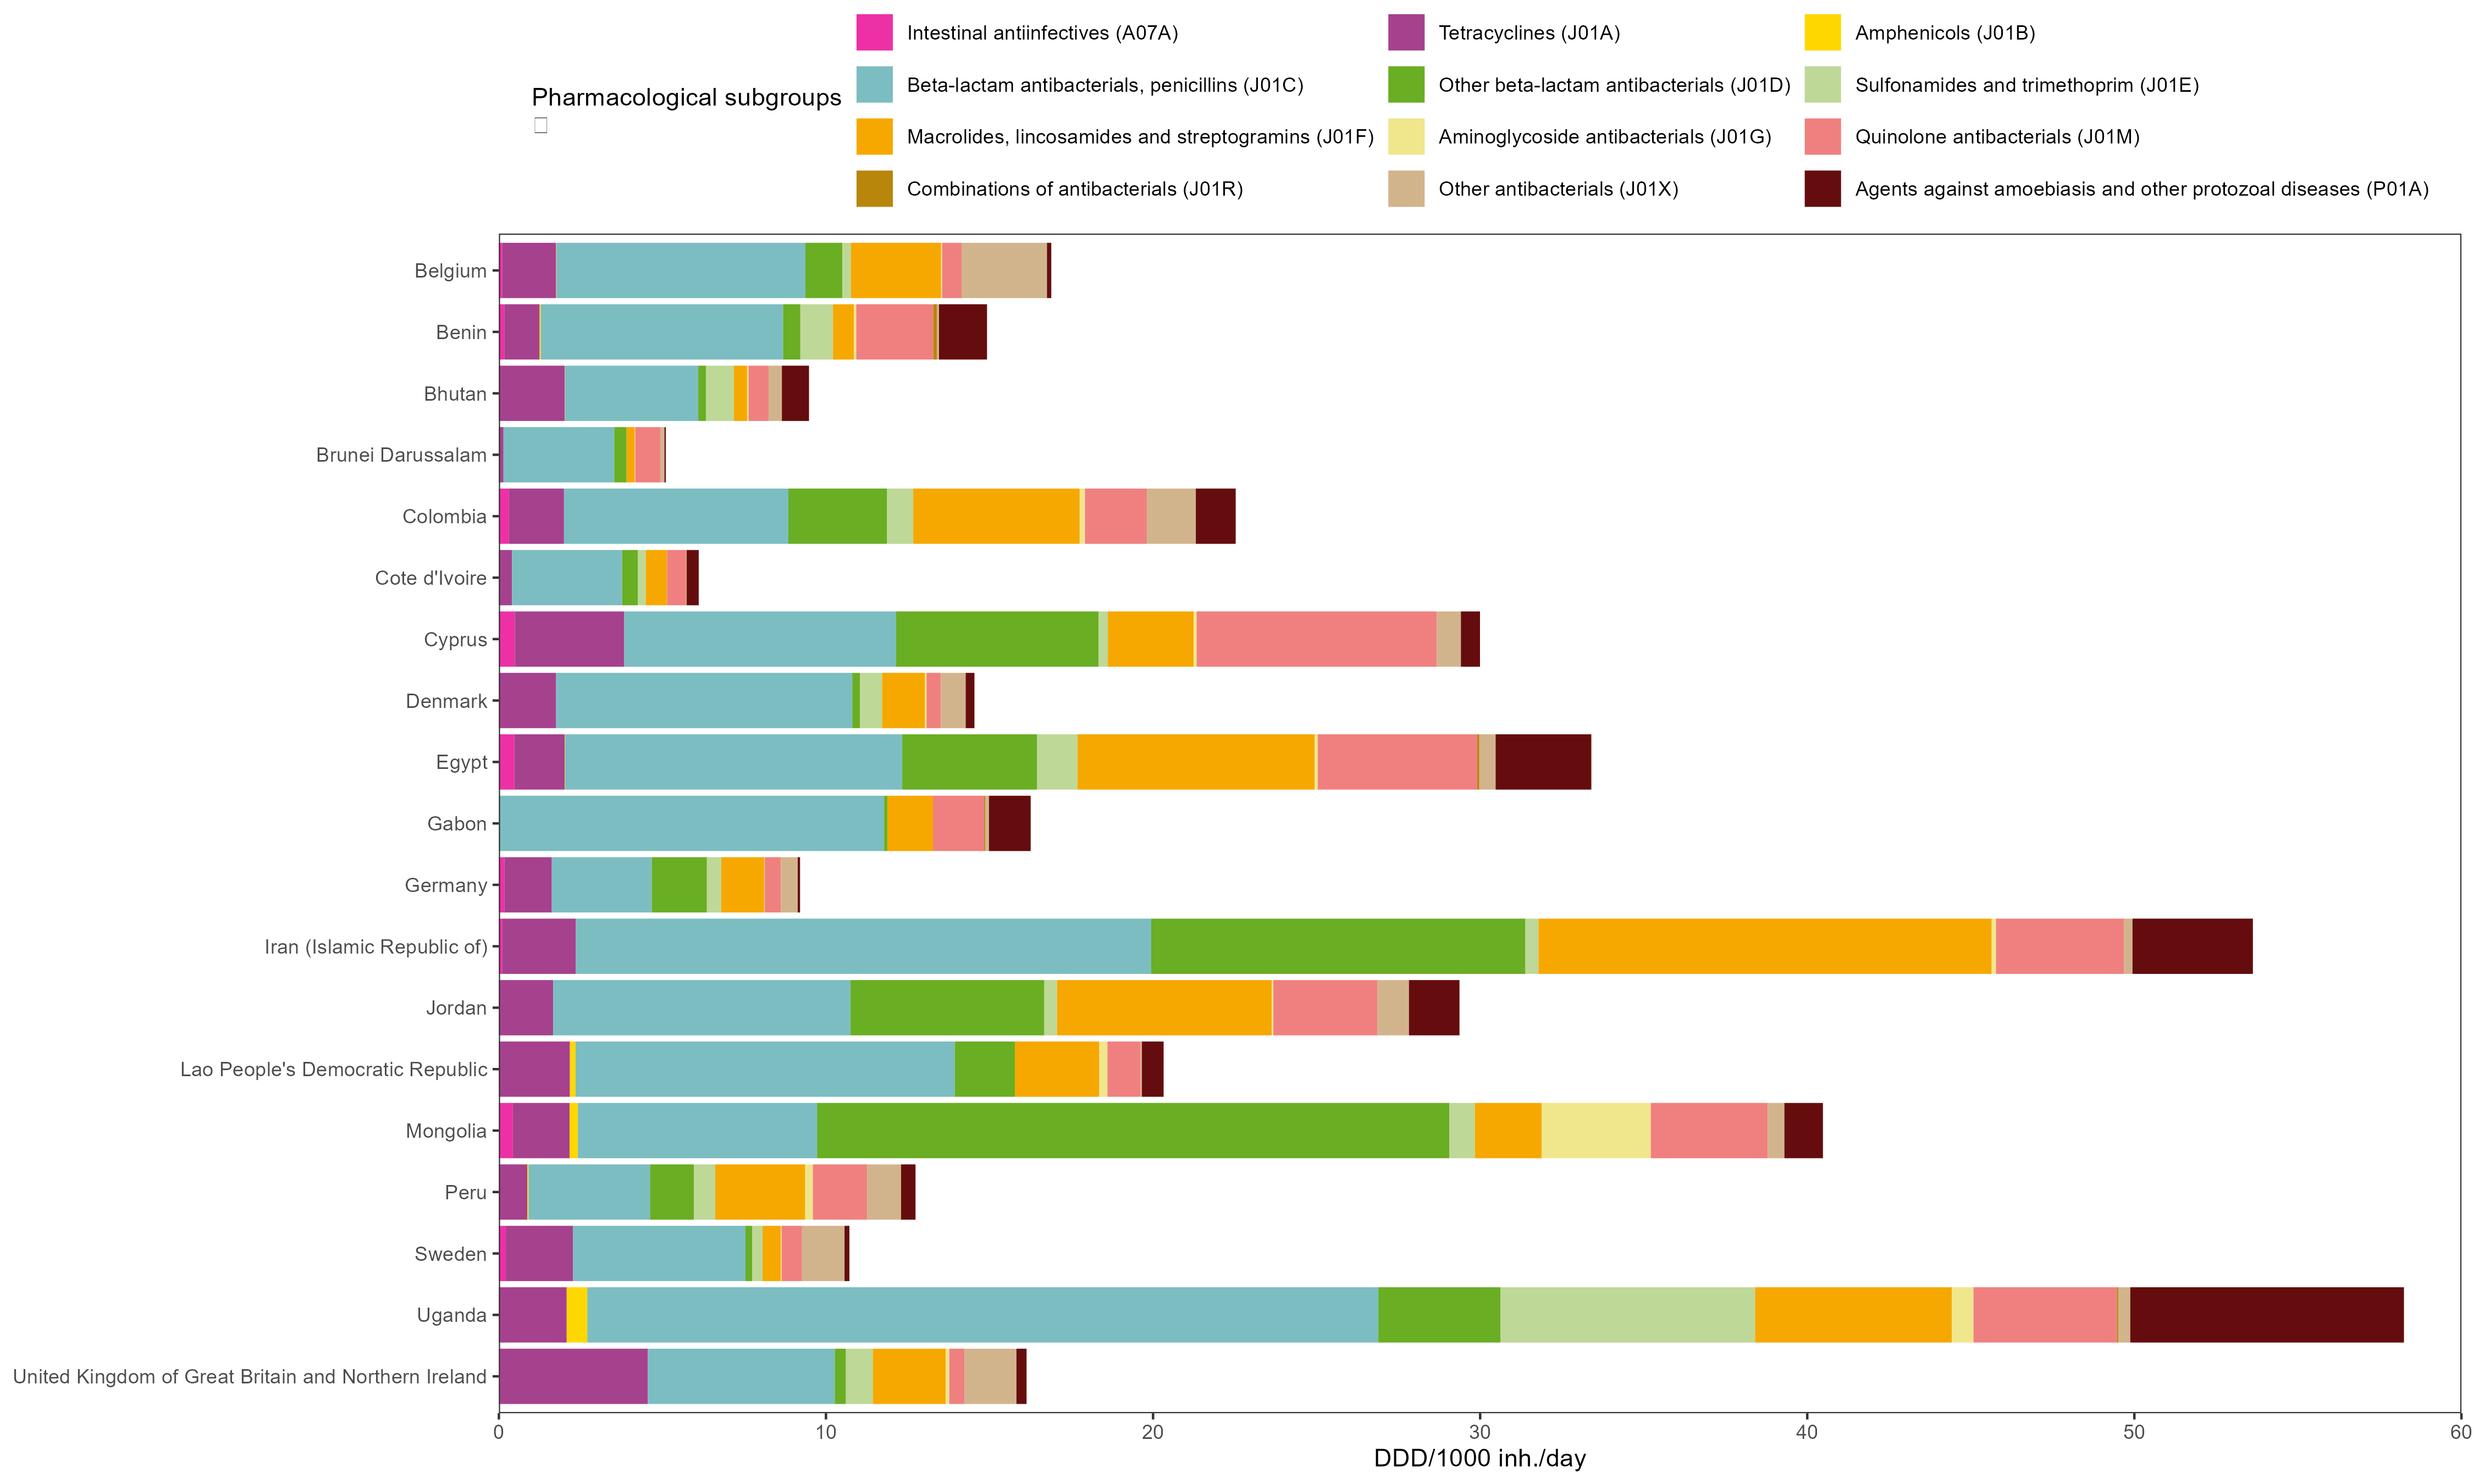 Pharmacological subgroups
Intestinal antiinfectives (A07A)
Tetracyclines (J01A)
Amphenicols (J01B)
Beta-lactam antibacterials, penicillins (J01C)
Other beta-lactam antibacterials (J01D)
Sulfonamides and trimethoprim (J01E)
Macrolides, lincosamides and streptogramins (J01F)
Aminoglycoside antibacterials (J01G)
Quinolone antibacterials (J01M)
Combinations of antibacterials (J01R)
Other antibacterials (J01X)
Agents against amoebiasis and other protozoal diseases (P01A)
Belgium
Benin
Bhutan
Brunei Darussalam
Colombia
Cote d'Ivoire
Cyprus
Denmark
Egypt
Gabon
Germany
Iran (Islamic Republic of)
Jordan
Lao People's Democratic Republic
Mongolia
Peru
Sweden
Uganda
United Kingdom of Great Britain and Northern Ireland
0 10 20 30 40 50 60
DDD/1000 inh./day